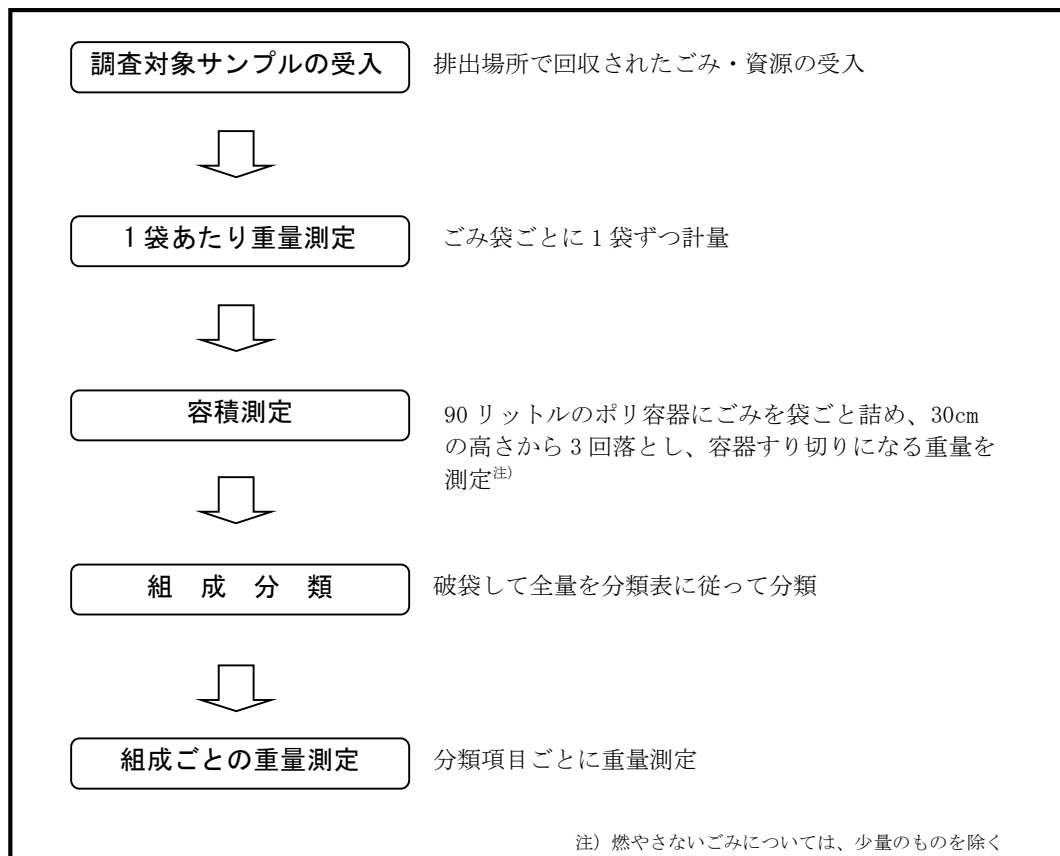 調査対象サンプルの受入
排出場所で回収されたごみ・資源の受入
1袋あたり重量測定
ごみ袋ごとに1袋ずつ計量
容積測定
90 リットルのポリ容器にごみを袋ごと詰め、30cm
の高さから3回落とし、容器すり切りになる重量を
測定注)
組 成 分 類
破袋して全量を分類表に従って分類
組成ごとの重量測定
分類項目ごとに重量測定
注) 燃やさないごみについては、少量のものを除く